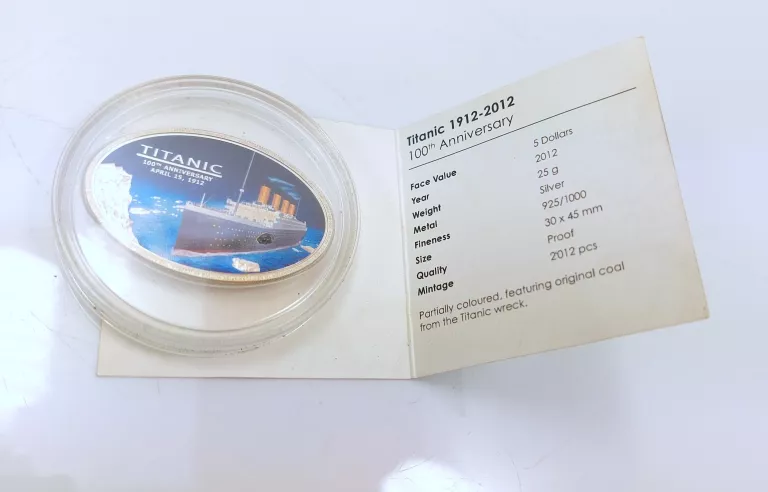 TITANIC
100TH ANNIVERSARY
APRIL 15, 1912
Titanic 1912-2012
100th Anniversary
Face Value 5 Dollars
Year 2012
Weight 25 g
Metal Silver
Fineness 925/1000
Size 30 x 45 mm
Quality Proof
Mintage 2012 pcs
Partially coloured, featuring original coal
from the Titanic wreck.